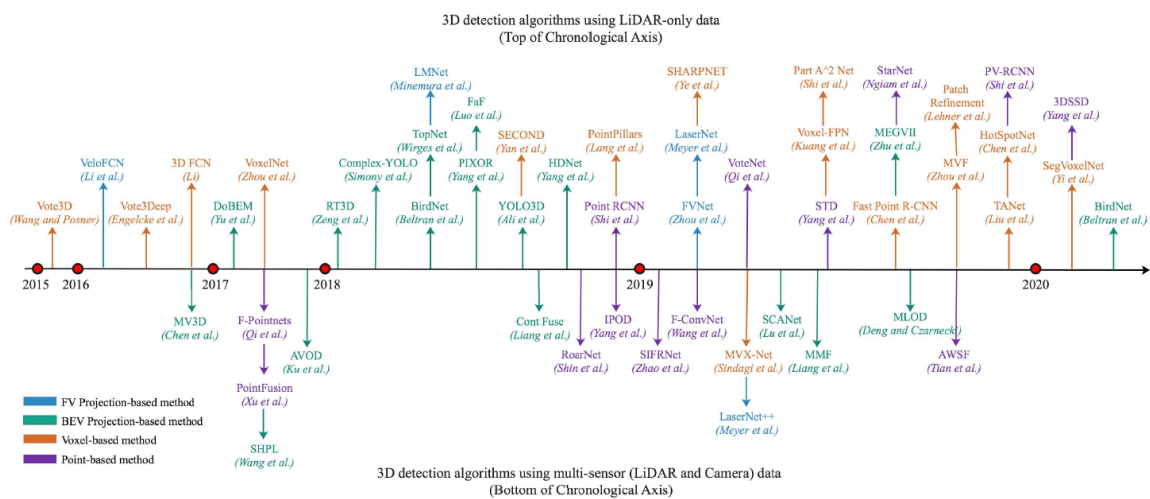 3D detection algorithms using LiDAR-only data
(Top of Chronological Axis)
LMNet
(Minemura et al.)
SHARPNET
(Ye et al.)
Part A^2 Net
(Shi et al.)
StarNet
(Ngiam et al.)
PV-RCNN
(Shi et al.)
Patch
Refinement
(Lehner et al.)
FaF
(Luo et al.)
3DSSD
(Yang et al.)
TopNet
(Wirges et al.)
SECOND
(Yan et al.)
PointPillars
(Lang et al.)
LaserNet
(Meyer et al.)
Voxel-FPN
(Kuang et al.)
MEGVII
(Zhu et al.)
HotSpotNet
(Chen et al.)
VeloFCN
(Li et al.)
3D FCN
(Li)
VoxelNet
(Zhou et al.)
Complex-YOLO
(Simony et al.)
PIXOR
(Yang et al.)
HDNet
(Yang et al.)
VoteNet
(Qi et al.)
MVF
(Zhou et al.)
SegVoxelNet
(Yi et al.)
Vote3D
(Wang and Posner)
Vote3Deep
(Engelcke et al.)
DoBEM
(Yu et al.)
RT3D
(Zeng et al.)
BirdNet
(Beltran et al.)
YOLO3D
(Ali et al.)
Point RCNN
(Shi et al.)
FVNet
(Zhou et al.)
STD
(Yang et al.)
Fast Point R-CNN
(Chen et al.)
TANet
(Liu et al.)
BirdNet
(Beltran et al.)
2015
2016
2017
2018
2019
2020
MV3D
(Chen et al.)
F-Pointnets
(Qi et al.)
Cont Fuse
(Liang et al.)
IPOD
(Yang et al.)
F-ConvNet
(Wang et al.)
SCANet
(Lu et al.)
MLOD
(Deng and Czarnecki)
AVOD
(Ku et al.)
RoarNet
(Shin et al.)
SIFRNet
(Zhao et al.)
MVX-Net
(Sindagi et al.)
MMF
(Liang et al.)
AWSF
(Tian et al.)
PointFusion
(Xu et al.)
LaserNet++
(Meyer et al.)
SHPL
(Wang et al.)
FV Projection-based method
BEV Projection-based method
Voxel-based method
Point-based method
3D detection algorithms using multi-sensor (LiDAR and Camera) data
(Bottom of Chronological Axis)